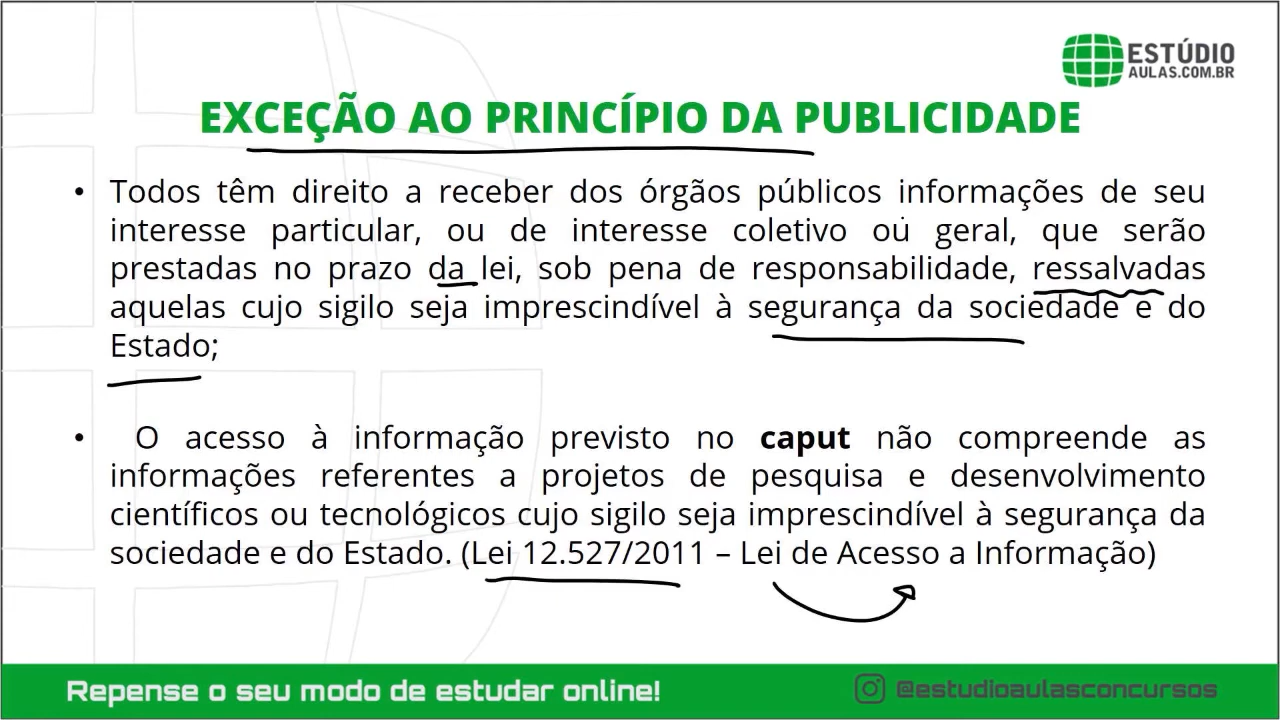 ESTÚDIO
AULAS.COM.BR
EXCEÇÃO AO PRINCÍPIO DA PUBLICIDADE
• Todos têm direito a receber dos órgãos públicos informações de seu
interesse particular, ou de interesse coletivo ou geral, que serão
prestadas no prazo da lei, sob pena de responsabilidade, ressalvadas
aquelas cujo sigilo seja imprescindível à segurança da sociedade e do
Estado;
• O acesso à informação previsto no caput não compreende as
informações referentes a projetos de pesquisa e desenvolvimento
científicos ou tecnológicos cujo sigilo seja imprescindível à segurança da
sociedade e do Estado. (Lei 12.527/2011 – Lei de Acesso a Informação)
Repense o seu modo de estudar online!
@estudioaulasconcursos